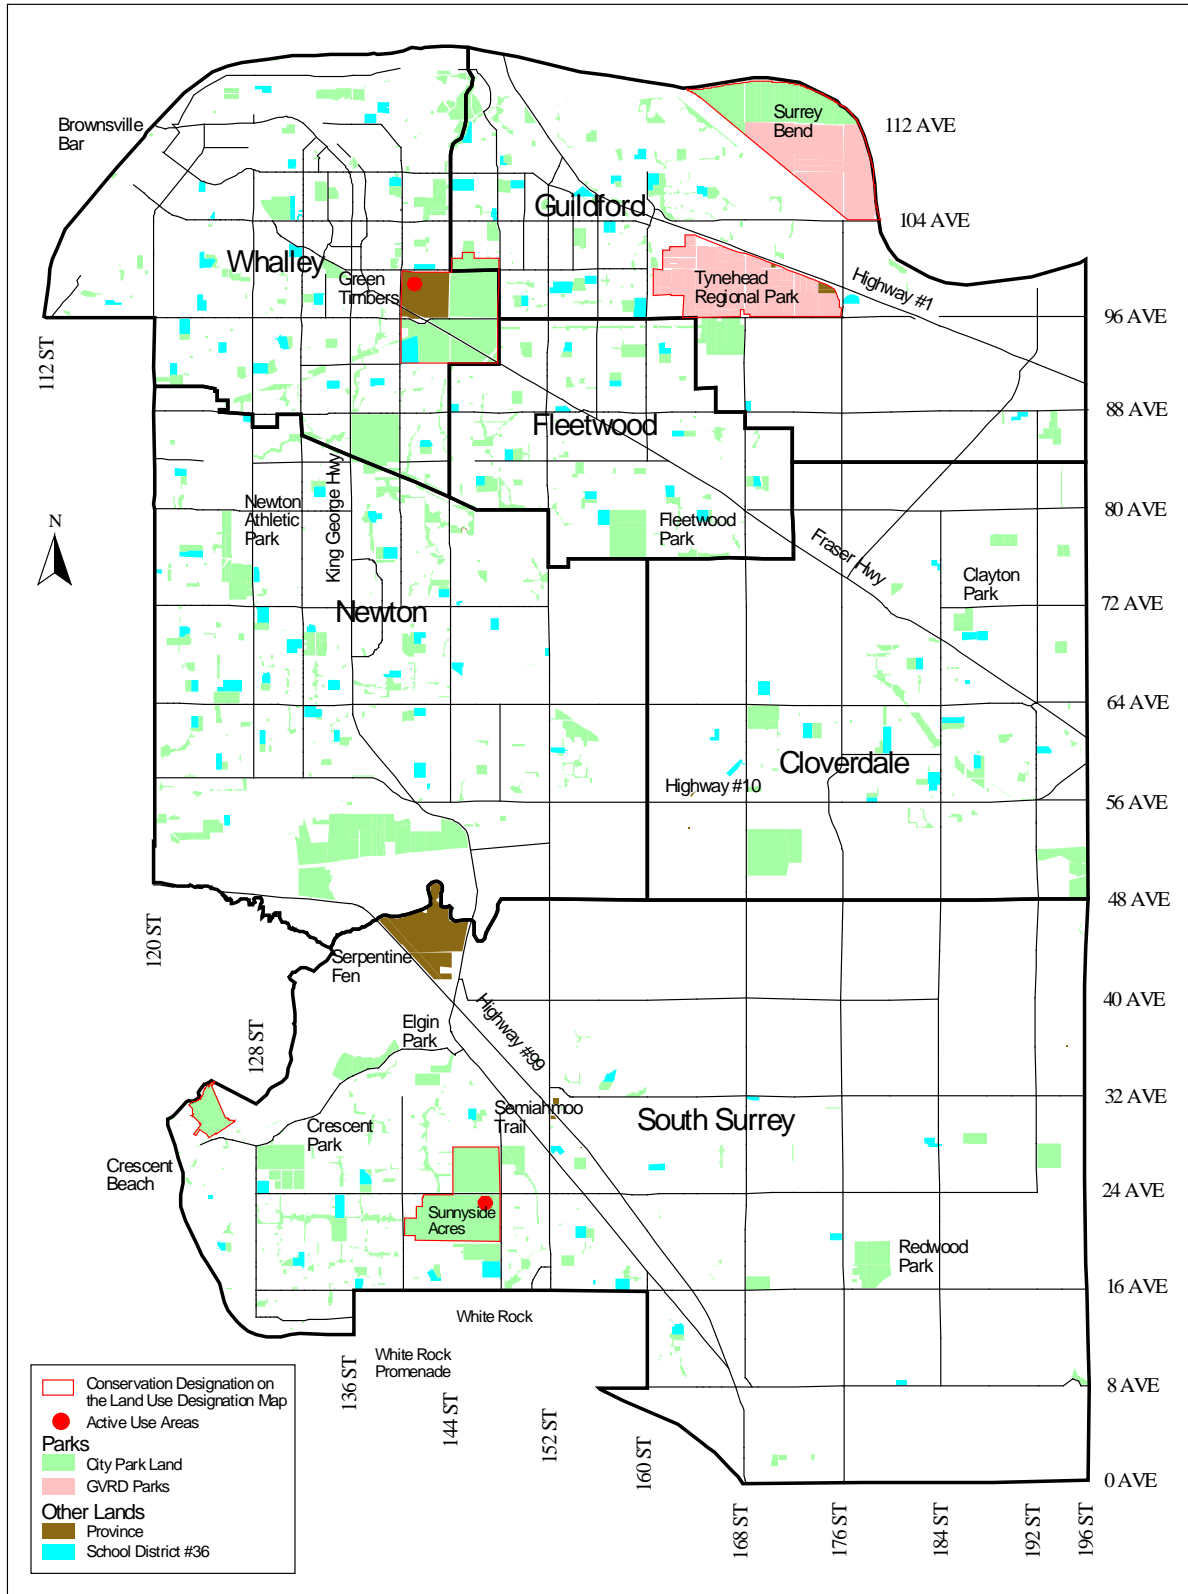 Brownsville
Bar
Surrey
Bend
112 AVE
Guildford
104 AVE
Whalley
Green
Timbers
Tynehead
Regional Park
Highway #1
96 AVE
112 ST
88 AVE
Fleetwood
King George Hwy
Newton
Athletic
Park
80 AVE
N
Fleetwood
Park
Fraser Hwy
Clayton
Park
72 AVE
Newton
64 AVE
Cloverdale
Highway #10
56 AVE
48 AVE
120 ST
Serpentine
Fen
Highway #99
40 AVE
Elgin
Park
128 ST
Semiahmoo
Trail
32 AVE
South Surrey
Crescent
Park
Crescent
Beach
24 AVE
Sunnyside
Acres
Redwood
Park
16 AVE
White Rock
White Rock
Promenade
8 AVE
136 ST
144 ST
152 ST
160 ST
0 AVE
168 ST
176 ST
184 ST
192 ST
196 ST
Conservation Designation on
the Land Use Designation Map
Active Use Areas
Parks
City Park Land
GVRD Parks
Other Lands
Province
School District #36